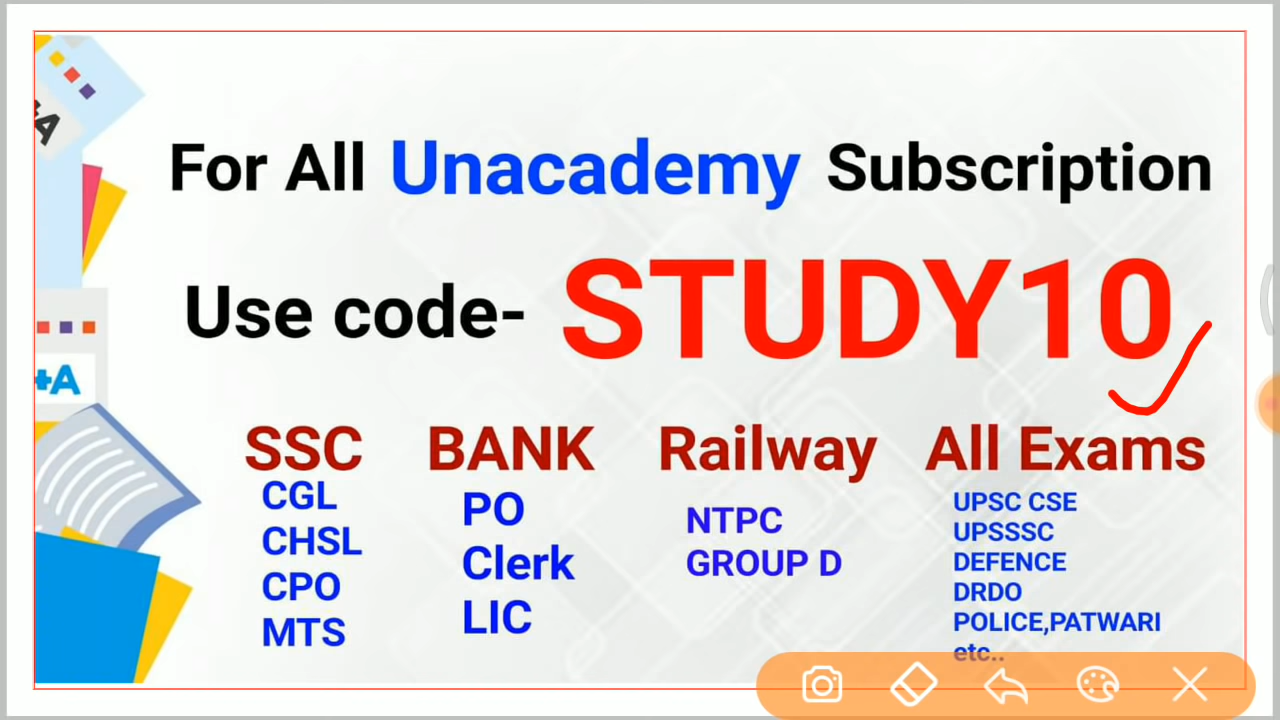 For All Unacademy Subscription
Use code- STUDY10
SSC
CGL
CHSL
CPO
MTS
BANK
PO
Clerk
LIC
Railway
NTPC
GROUP D
All Exams
UPSC CSE
UPSSSC
DEFENCE
DRDO
POLICE,PATWARI
etc..
+A
+A